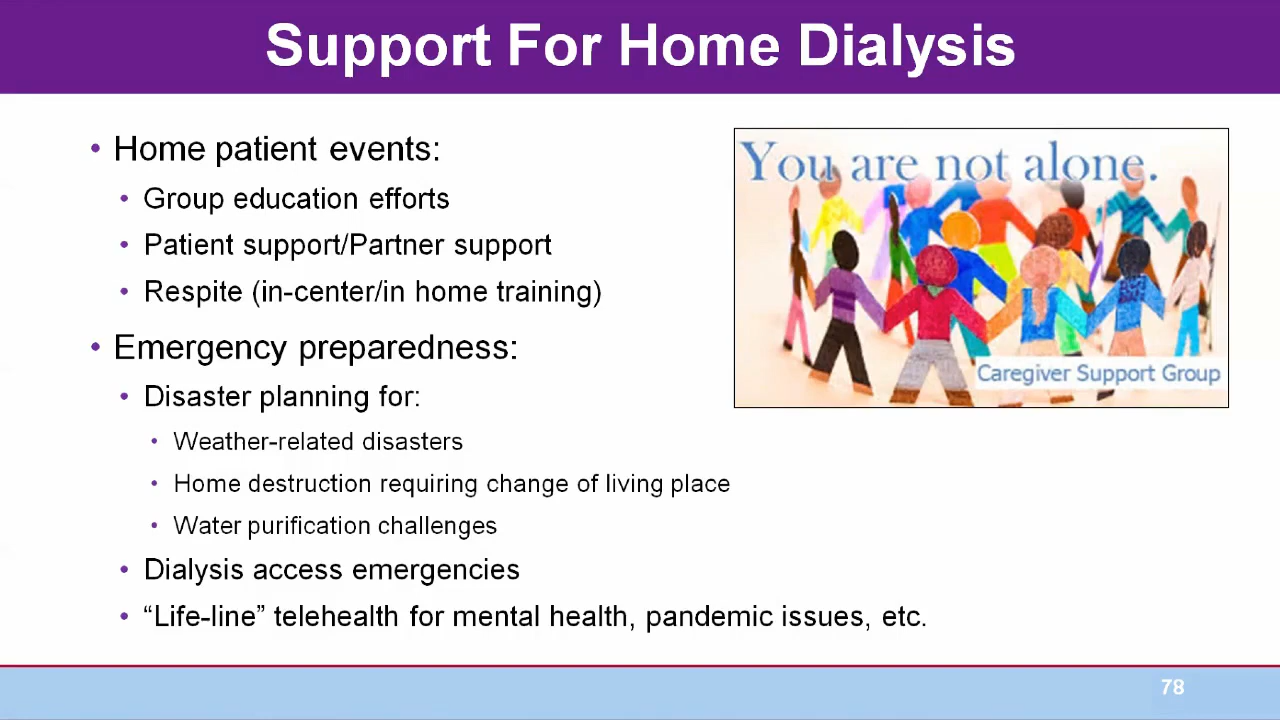 Support For Home Dialysis
• Home patient events:
• Group education efforts
• Patient support/Partner support
• Respite (in-center/in home training)
• Emergency preparedness:
• Disaster planning for:
• Weather-related disasters
• Home destruction requiring change of living place
• Water purification challenges
• Dialysis access emergencies
• “Life-line” telehealth for mental health, pandemic issues, etc.
You are not alone.
Caregiver Support Group
78